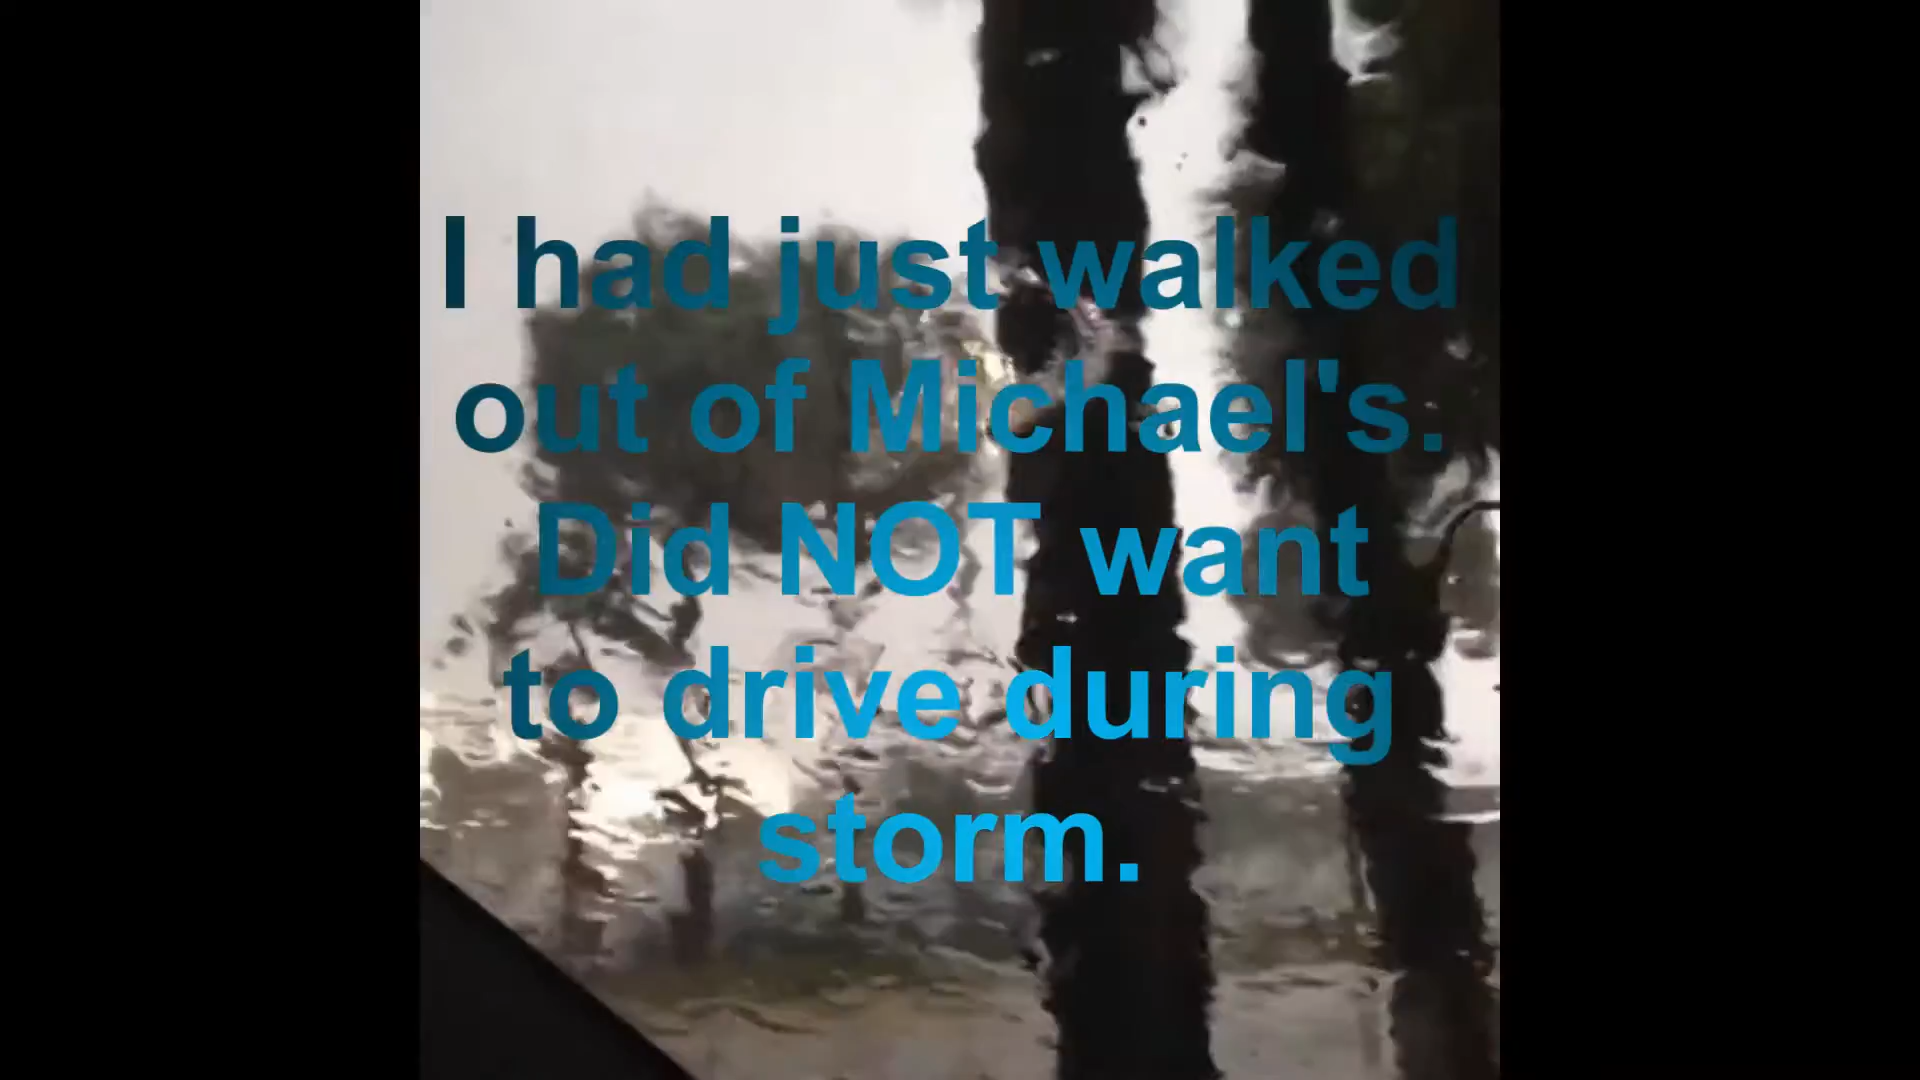 I had just walked
out of Michael's.
Did NOT want
to drive during
storm.